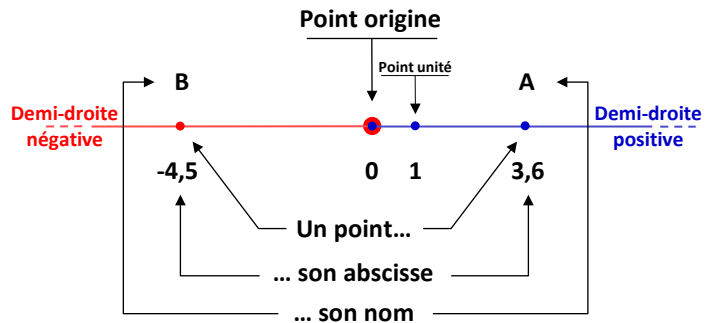 Point origine
Point unité
B
A
Demi-droite
négative
Demi-droite
positive
-4,5
0
1
3,6
Un point…
… son abscisse
… son nom